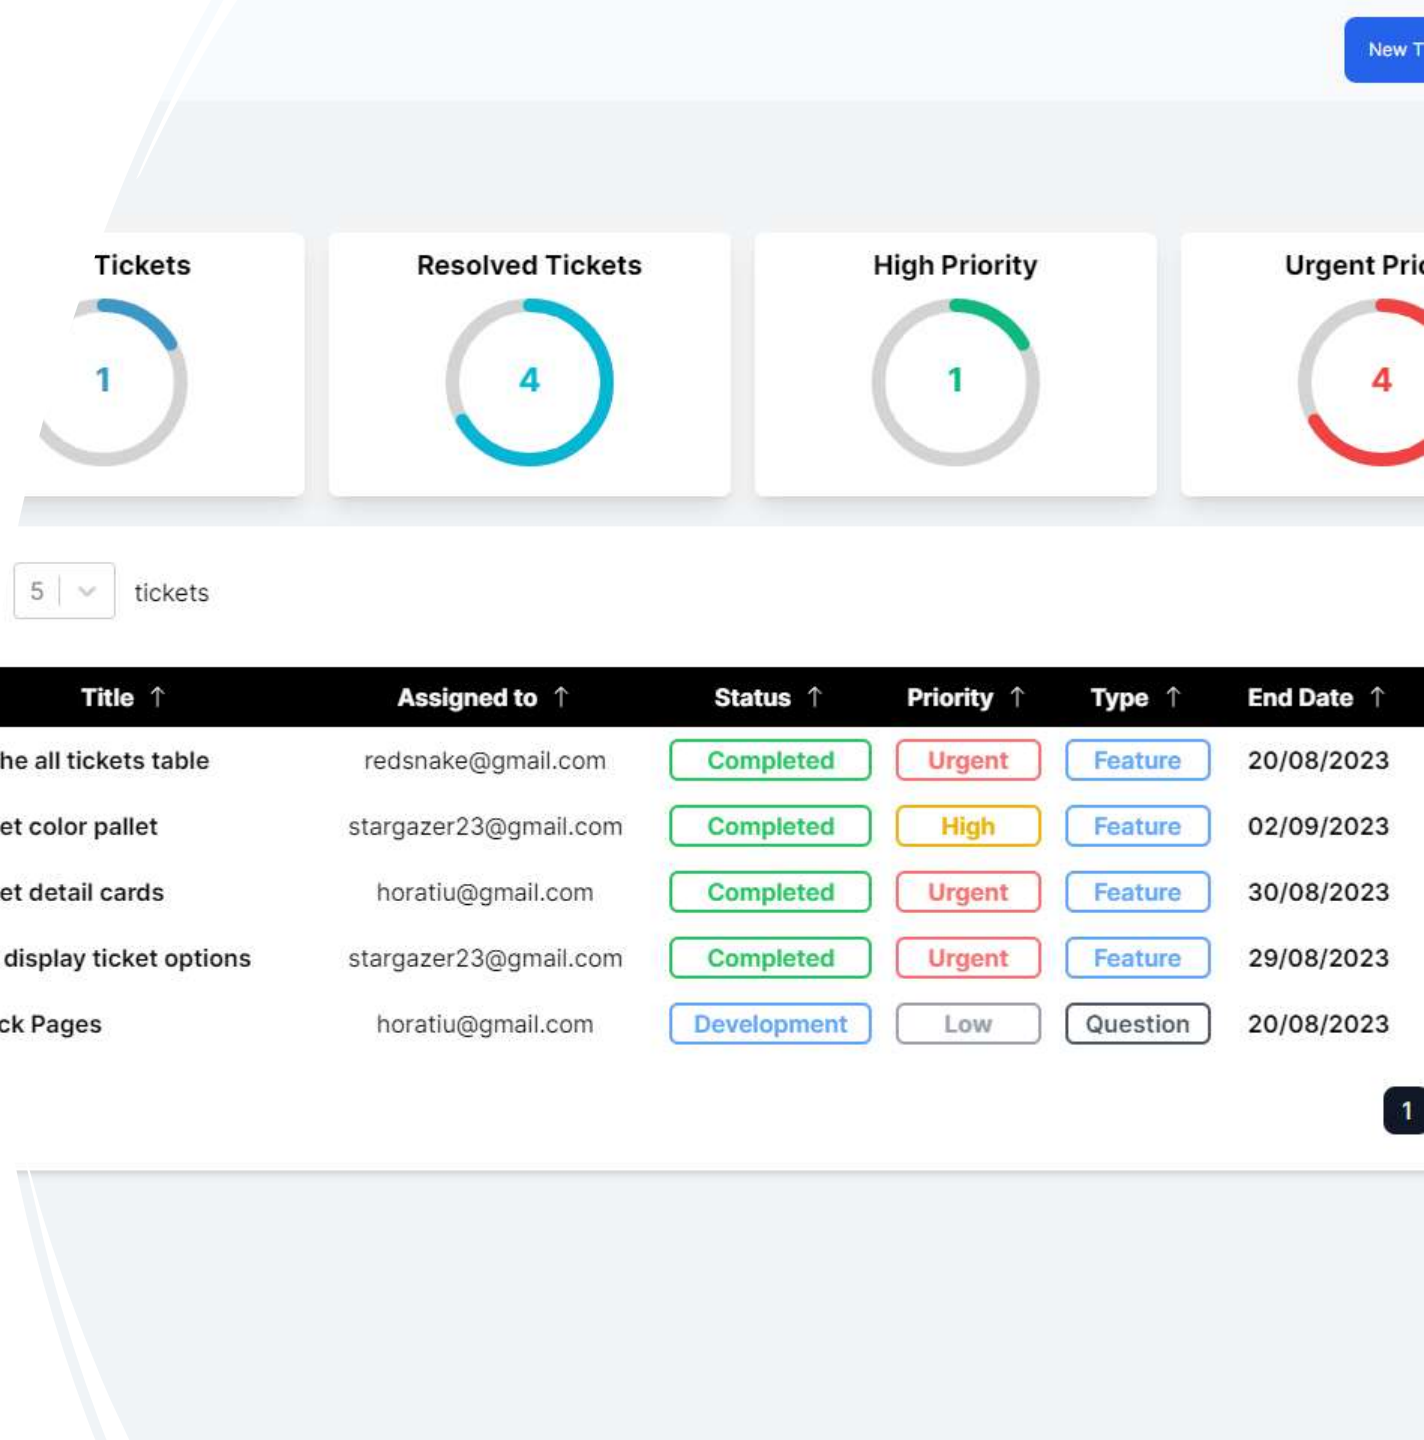 New T
Tickets
Resolved Tickets
High Priority
Urgent Pric
1
4
1
4
5
tickets
Title ↑ Assigned to ↑ Status ↑ Priority ↑ Type ↑ End Date ↑
he all tickets table redsnake@gmail.com Completed Urgent Feature 20/08/2023
et color pallet stargazer23@gmail.com Completed High Feature 02/09/2023
et detail cards horatiu@gmail.com Completed Urgent Feature 30/08/2023
display ticket options stargazer23@gmail.com Completed Urgent Feature 29/08/2023
ck Pages horatiu@gmail.com Development Low Question 20/08/2023
1